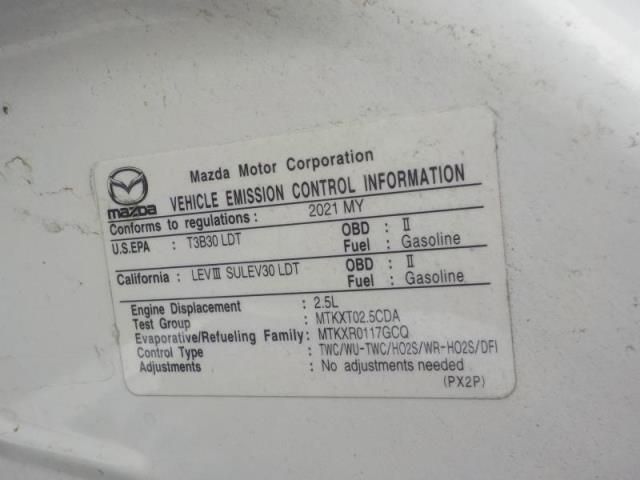 Mazda Motor Corporation
mazda
VEHICLE EMISSION CONTROL INFORMATION
Conforms to regulations : 2021 MY
U.S.EPA : T3B30 LDT OBD : II
Fuel : Gasoline
California : LEVIII SULEV30 LDT OBD : II
Fuel : Gasoline
Engine Displacement : 2.5L
Test Group : MTKXT02.5CDA
Evaporative/Refueling Family: MTKXR0117GCQ
Control Type : TWC/WU-TWC/HO2S/WR-HO2S/DFI
Adjustments : No adjustments needed
(PX2P)